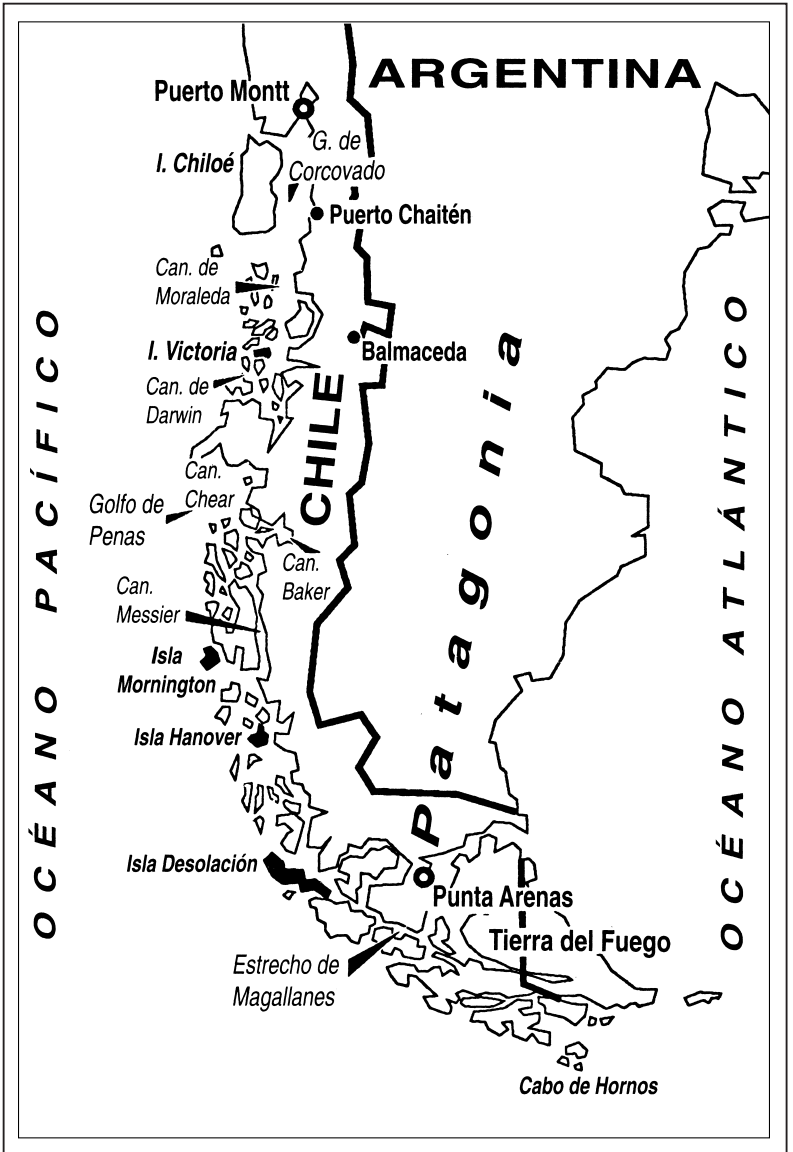 ARGENTINA
Puerto Montt
G. de
Corcovado
I. Chiloé
Puerto Chaitén
Can. de
Moraleda
I. Victoria
Balmaceda
Can. de
Darwin
CHILE
Patagonia
OCÉANO PACÍFICO
OCÉANO ATLÁNTICO
Can.
Chear
Golfo de
Penas
Can.
Baker
Can.
Messier
Isla
Mornington
Isla Hanover
Isla Desolación
Punta Arenas
Tierra del Fuego
Estrecho de
Magallanes
Cabo de Hornos